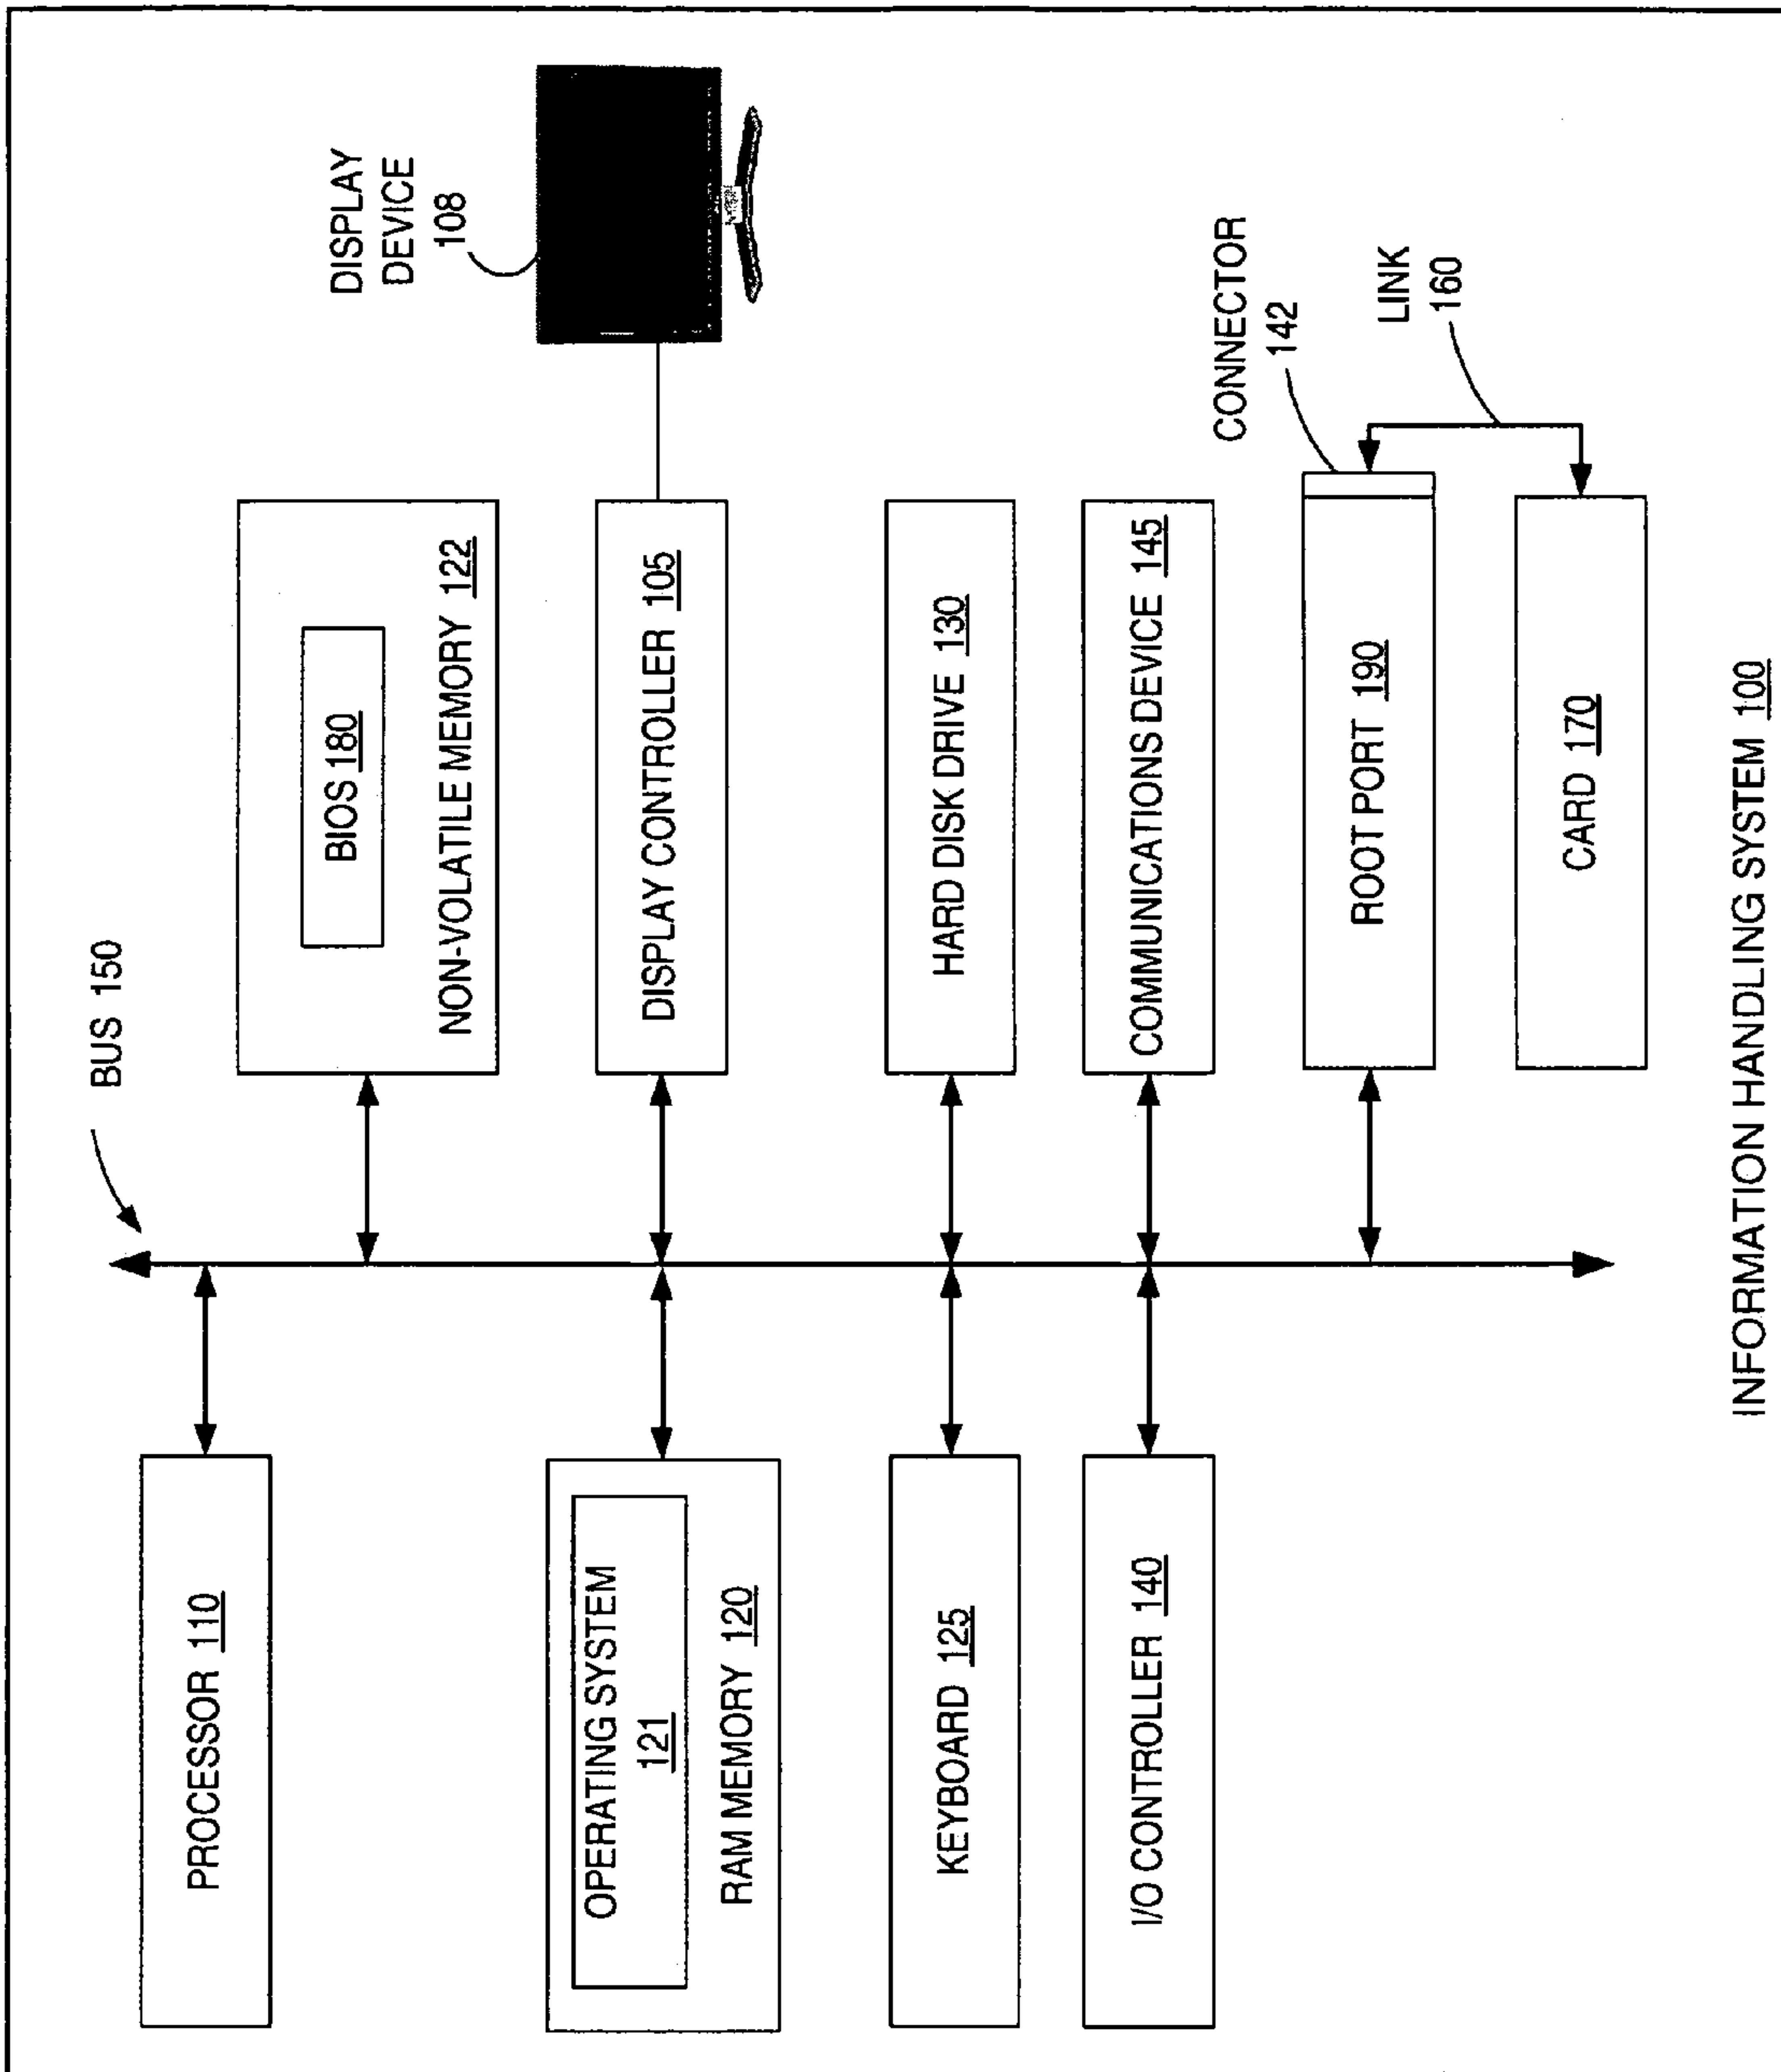 BUS 150
PROCESSOR 110
BIOS 180
NON-VOLATILE MEMORY 122
OPERATING SYSTEM
121
RAM MEMORY 120
DISPLAY CONTROLLER 105
DISPLAY
DEVICE
108
KEYBOARD 125
HARD DISK DRIVE 130
I/O CONTROLLER 140
COMMUNICATIONS DEVICE 145
CONNECTOR
142
ROOT PORT 190
LINK
160
CARD 170
INFORMATION HANDLING SYSTEM 100